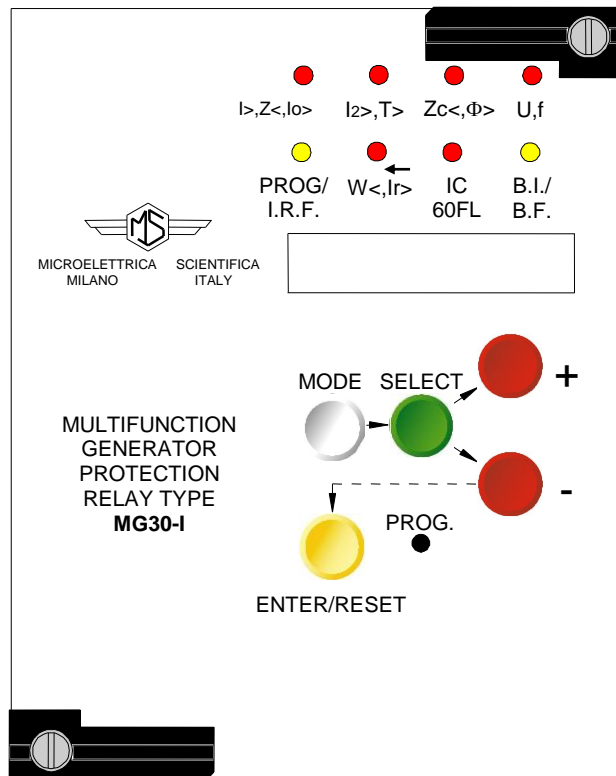 I>,Z<,Io> I2>,T> Zc<,Φ> U,f
PROG/ W<,Ir> IC B.I./
I.R.F. 60FL B.F.
MS
MICROELETTRICA SCIENTIFICA
MILANO ITALY
MODE SELECT +
MULTIFUNCTION
GENERATOR
PROTECTION
RELAY TYPE
MG30-I
-
PROG.
ENTER/RESET